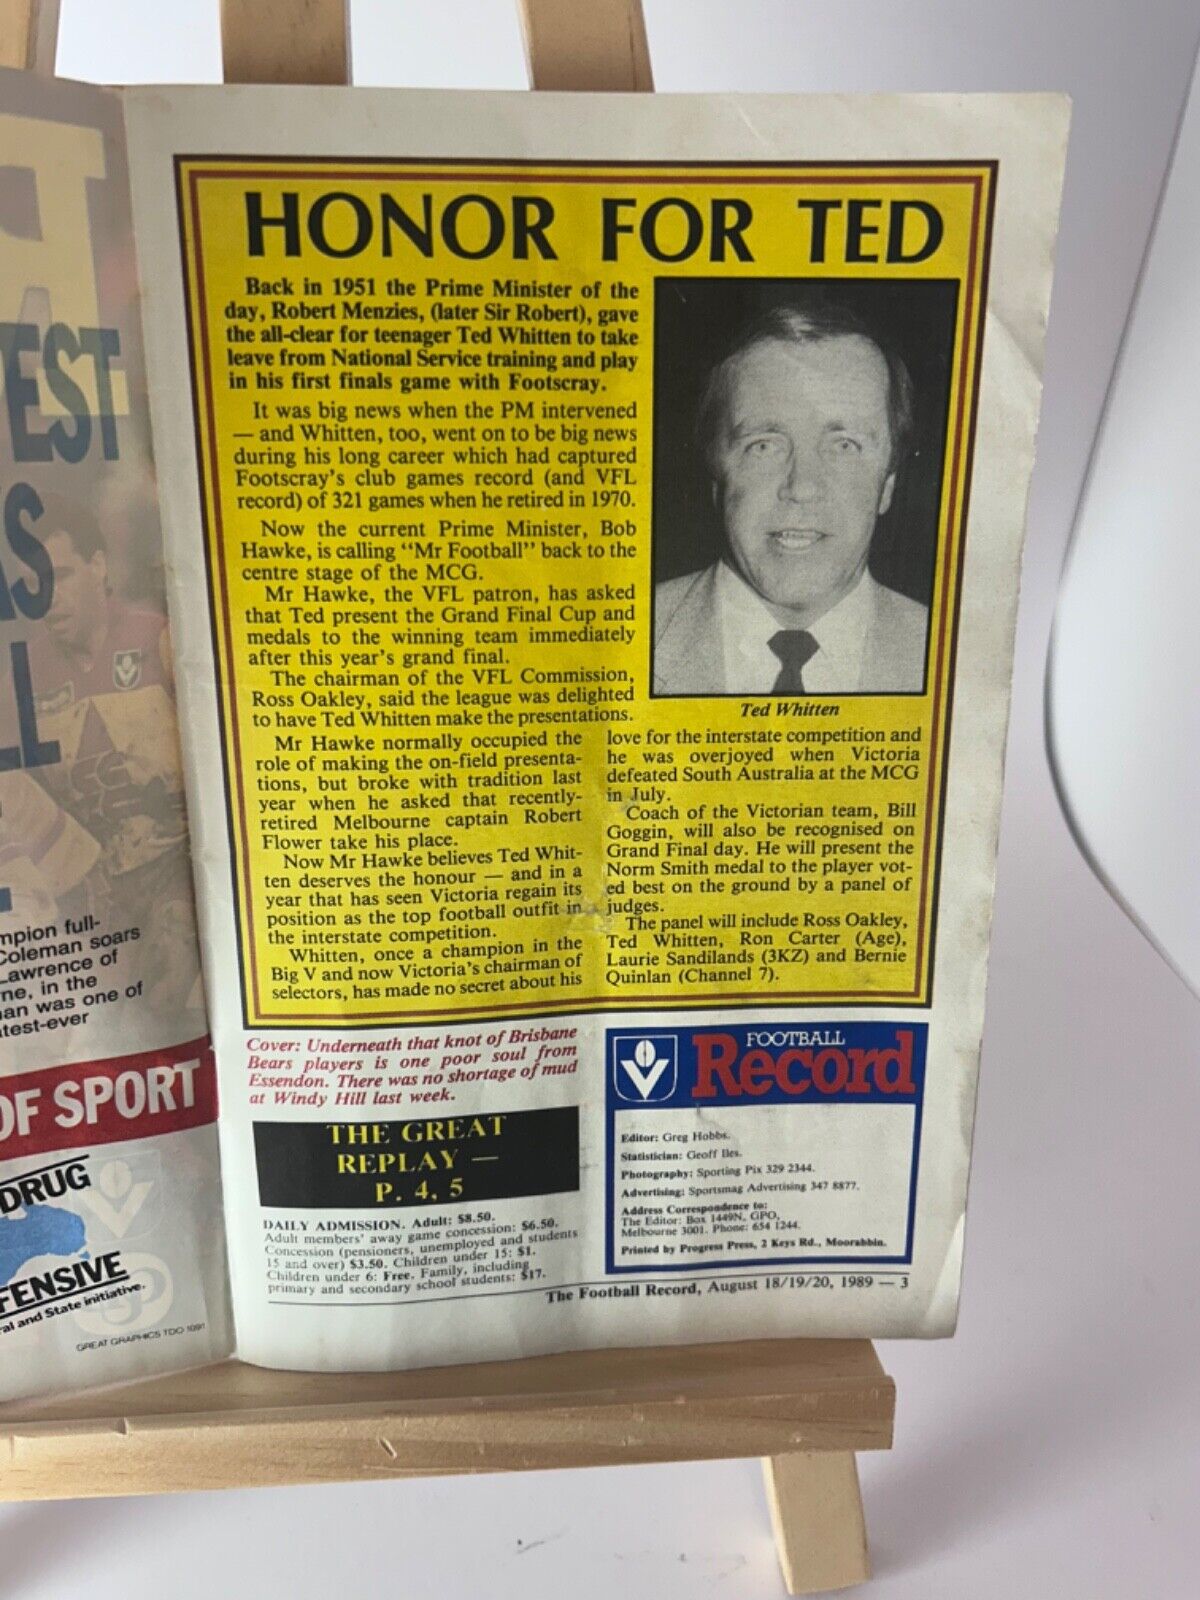 HONOR FOR TED
Back in 1951 the Prime Minister of the
day, Robert Menzies, (later Sir Robert), gave
the all-clear for teenager Ted Whitten to take
leave from National Service training and play
in his first finals game with Footscray.
It was big news when the PM intervened
— and Whitten, too, went on to be big news
during his long career which had captured
Footscray's club games record (and VFL
record) of 321 games when he retired in 1970.
Now the current Prime Minister, Bob
Hawke, is calling "Mr Football" back to the
centre stage of the MCG.
Mr Hawke, the VFL patron, has asked
that Ted present the Grand Final Cup and
medals to the winning team immediately
after this year's grand final.
The chairman of the VFL Commission,
Ross Oakley, said the league was delighted
to have Ted Whitten make the presentations.
Mr Hawke normally occupied the
role of making the on-field presenta-
tions, but broke with tradition last
year when he asked that recently-
retired Melbourne captain Robert
Flower take his place.
Now Mr Hawke believes Ted Whit-
ten deserves the honour — and in a
year that has seen Victoria regain its
position as the top football outfit in
the interstate competition.
Whitten, once a champion in the
Big V and now Victoria's chairman of
selectors, has made no secret about his
Ted Whitten
love for the interstate competition and
he was overjoyed when Victoria
defeated South Australia at the MCG
in July.
Coach of the Victorian team, Bill
Goggin, will also be recognised on
Grand Final day. He will present the
Norm Smith medal to the player vot-
ed best on the ground by a panel of
judges.
The panel will include Ross Oakley,
Ted Whitten, Ron Carter (Age),
Laurie Sandilands (3KZ) and Bernie
Quinlan (Channel 7).
Cover: Underneath that knot of Brisbane
Bears players is one poor soul from
Essendon. There was no shortage of mud
at Windy Hill last week.
THE GREAT
REPLAY —
P. 4, 5
DAILY ADMISSION. Adult: $8.50.
Adult members' away game concession: $6.50.
Concession (pensioners, unemployed and students
15 and over) $3.50. Children under 15: $1.
Children under 6: Free. Family, including
primary and secondary school students: $17.
FOOTBALL
Record
Editor: Greg Hobbs.
Statistician: Geoff Iles.
Photography: Sporting Pix 329 2344.
Advertising: Sportsmag Advertising 347 8877.
Address Correspondence to:
The Editor: Box 1449N, GPO,
Melbourne 3001. Phone: 654 1244.
Printed by Progress Press, 2 Keys Rd., Moorabbin.
The Football Record, August 18/19/20, 1989 — 3
PEST
AS
LL
mpion full-
Coleman soars
Lawrence of
ne, in the
an was one of
test-ever
OF SPORT
DRUG
FENSIVE
ral and State initiative.
GREAT GRAPHICS TDO 1091